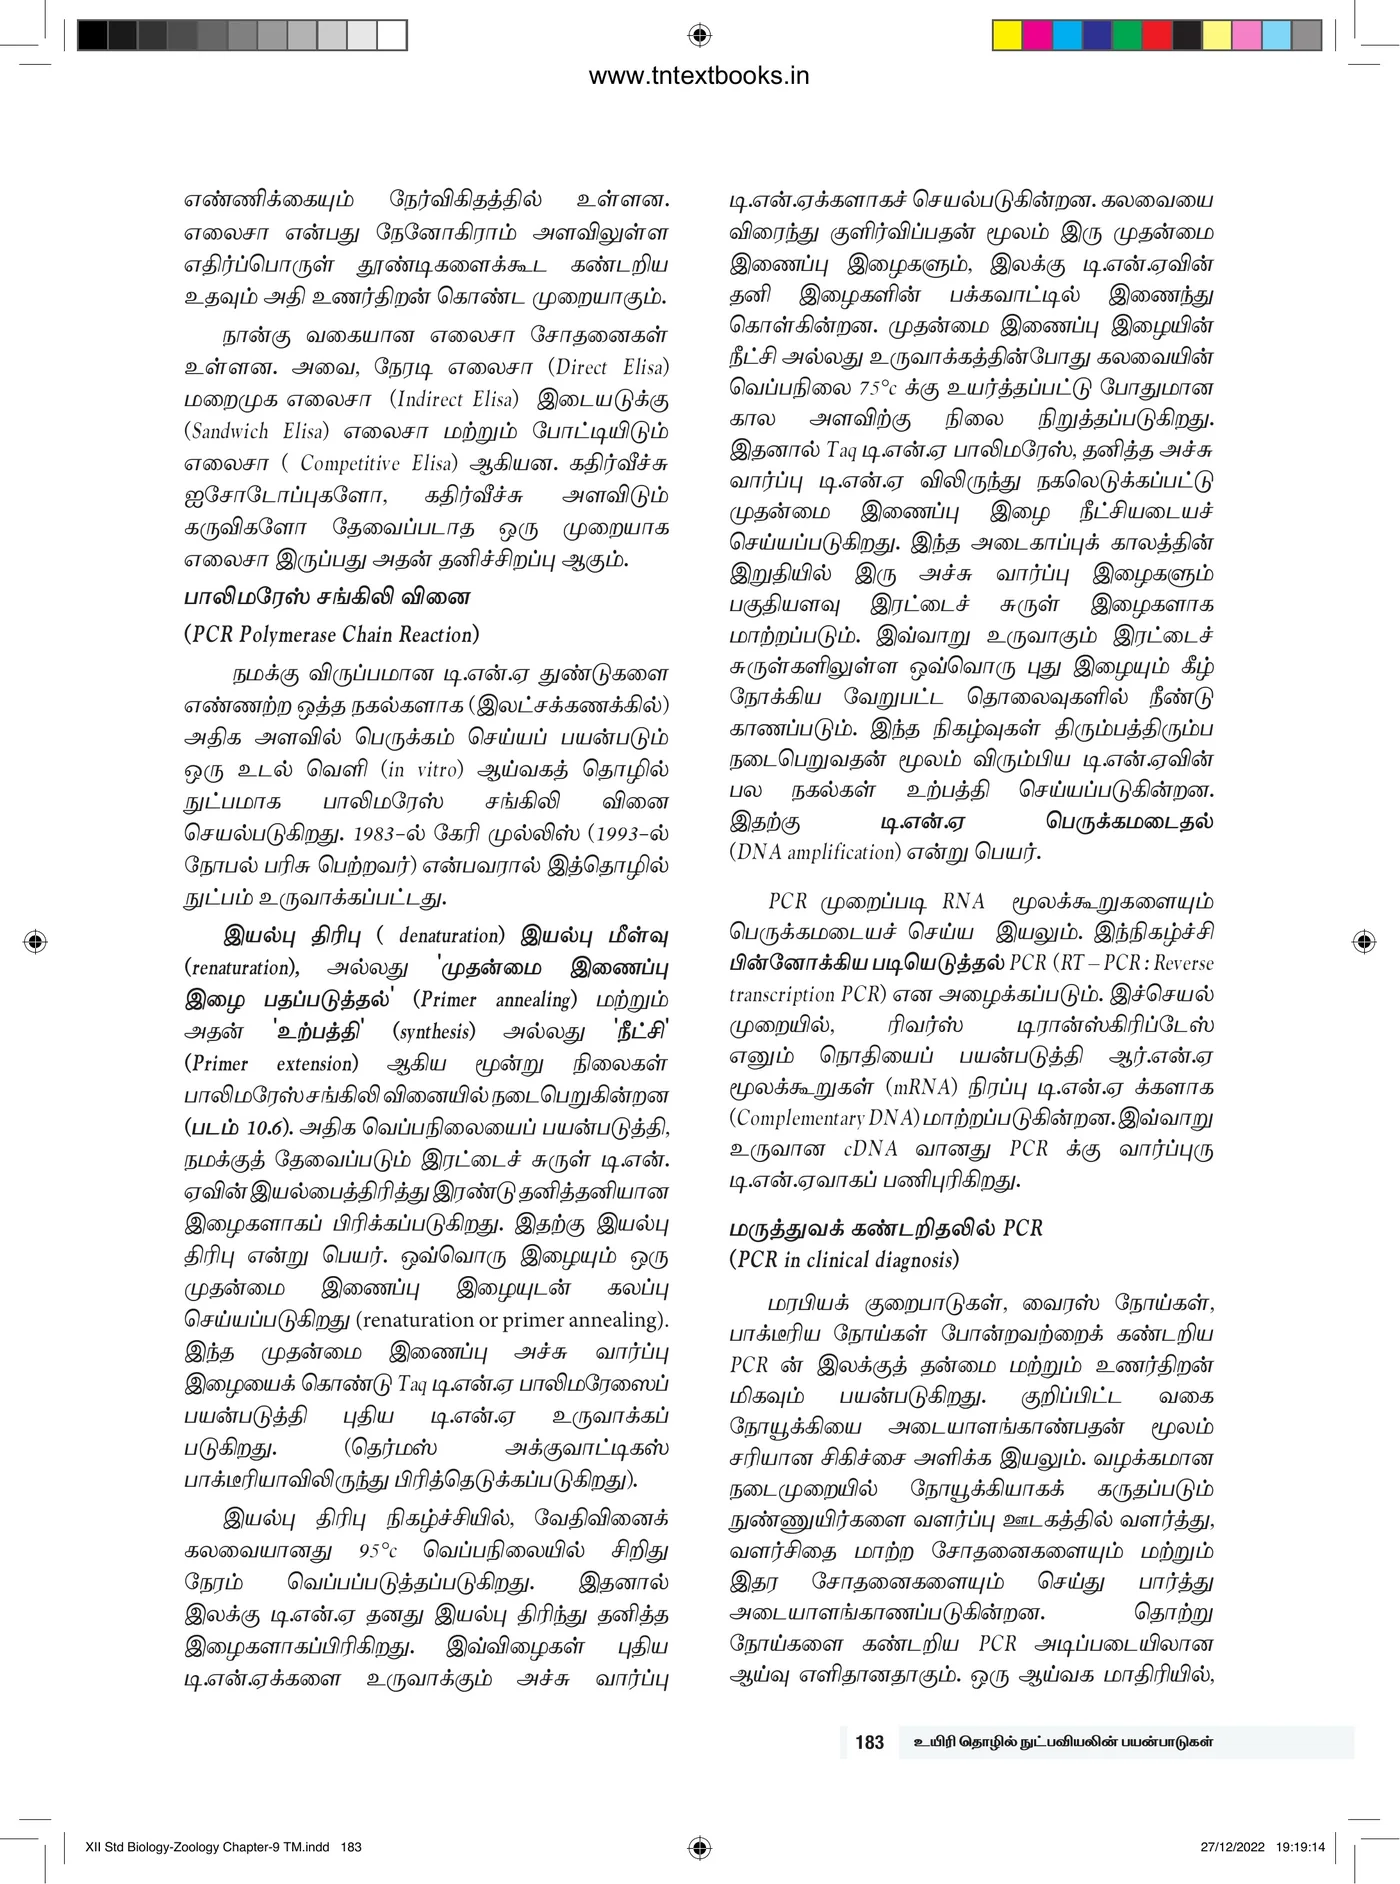 www.tntextbooks.in
எண்ணிக்கையும் நேர்விகிதத்தில் உள்ளன.
எலைசா என்பது நேனோகிராம் அளவிலுள்ள
எதிர்ப்பொருள் தூண்டிகளைக்கூட கண்டறிய
உதவும் அதி உணர்திறன் கொண்ட முறையாகும்.
நான்கு வகையான எலைசா சோதனைகள்
உள்ளன. அவை, நேரடி எலைசா (Direct Elisa)
மறைமுக எலைசா (Indirect Elisa) இடையடுக்கு
(Sandwich Elisa) எலைசா மற்றும் போட்டியிடும்
எலைசா ( Competitive Elisa) ஆகியன. கதிர்வீச்சு
ஐசோடோப்புகளோ, கதிர்வீச்சு அளவிடும்
கருவிகளோ தேவைப்படாத ஒரு முறையாக
எலைசா இருப்பது அதன் தனிச்சிறப்பு ஆகும்.
பாலிமரேஸ் சங்கிலி வினை
(PCR Polymerase Chain Reaction)
நமக்கு விருப்பமான டி.என்.ஏ துண்டுகளை
எண்ணற்ற ஒத்த நகல்களாக (இலட்சக்கணக்கில்)
அதிக அளவில் பெருக்கம் செய்யப் பயன்படும்
ஒரு உடல் வெளி (in vitro) ஆய்வகத் தொழில்
நுட்பமாக பாலிமரேஸ் சங்கிலி வினை
செயல்படுகிறது. 1983-ல் கேரி முல்லிஸ் (1993-ல்
நோபல் பரிசு பெற்றவர்) என்பவரால் இத்தொழில்
நுட்பம் உருவாக்கப்பட்டது.
இயல்பு திரிபு ( denaturation) இயல்பு மீள்வு
(renaturation), அல்லது 'முதன்மை இணைப்பு
இழை பதப்படுத்தல்' (Primer annealing) மற்றும்
அதன் 'உற்பத்தி' (synthesis) அல்லது 'நீட்சி'
(Primer extension) ஆகிய மூன்று நிலைகள்
பாலிமரேஸ் சங்கிலி வினையில் நடைபெறுகின்றன
(படம் 10.6). அதிக வெப்பநிலையைப் பயன்படுத்தி,
நமக்குத் தேவைப்படும் இரட்டைச் சுருள் டி.என்.
ஏவின் இயல்பைத்திரித்து இரண்டு தனித்தனியான
இழைகளாகப் பிரிக்கப்படுகிறது. இதற்கு இயல்பு
திரிபு என்று பெயர். ஒவ்வொரு இழையும் ஒரு
முதன்மை இணைப்பு இழையுடன் கலப்பு
செய்யப்படுகிறது (renaturation or primer annealing).
இந்த முதன்மை இணைப்பு அச்சு வார்ப்பு
இழையைக் கொண்டு Taq டி.என்.ஏ பாலிமரேஸைப்
பயன்படுத்தி புதிய டி.என்.ஏ உருவாக்கப்
படுகிறது. (தெர்மஸ் அக்குவாட்டிகஸ்
பாக்டீரியாவிலிருந்து பிரித்தெடுக்கப்படுகிறது).
இயல்பு திரிபு நிகழ்ச்சியில், வேதிவினைக்
கலவையானது 95°c வெப்பநிலையில் சிறிது
நேரம் வெப்பப்படுத்தப்படுகிறது. இதனால்
இலக்கு டி.என்.ஏ தனது இயல்பு திரிந்து தனித்த
இழைகளாகப்பிரிகிறது. இவ்விழைகள் புதிய
டி.என்.ஏக்களை உருவாக்கும் அச்சு வார்ப்பு
டி.என்.ஏக்களாகச் செயல்படுகின்றன. கலவையை
விரைந்து குளிர்விப்பதன் மூலம் இரு முதன்மை
இணைப்பு இழைகளும், இலக்கு டி.என்.ஏவின்
தனி இழைகளின் பக்கவாட்டில் இணைந்து
கொள்கின்றன. முதன்மை இணைப்பு இழையின்
நீட்சி அல்லது உருவாக்கத்தின்போது கலவையின்
வெப்பநிலை 75°c க்கு உயர்த்தப்பட்டு போதுமான
கால அளவிற்கு நிலை நிறுத்தப்படுகிறது.
இதனால் Taq டி.என்.ஏ பாலிமரேஸ், தனித்த அச்சு
வார்ப்பு டி.என்.ஏ விலிருந்து நகலெடுக்கப்பட்டு
முதன்மை இணைப்பு இழை நீட்சியடையச்
செய்யப்படுகிறது. இந்த அடைகாப்புக் காலத்தின்
இறுதியில் இரு அச்சு வார்ப்பு இழைகளும்
பகுதியளவு இரட்டைச் சுருள் இழைகளாக
மாற்றப்படும். இவ்வாறு உருவாகும் இரட்டைச்
சுருள்களிலுள்ள ஒவ்வொரு புது இழையும் கீழ்
நோக்கிய வேறுபட்ட தொலைவுகளில் நீண்டு
காணப்படும். இந்த நிகழ்வுகள் திரும்பத்திரும்ப
நடைபெறுவதன் மூலம் விரும்பிய டி.என்.ஏவின்
பல நகல்கள் உற்பத்தி செய்யப்படுகின்றன.
இதற்கு டி.என்.ஏ பெருக்கமடைதல்
(DNA amplification) என்று பெயர்.
PCR முறைப்படி RNA மூலக்கூறுகளையும்
பெருக்கமடையச் செய்ய இயலும். இந்நிகழ்ச்சி
பின்னோக்கிய படியெடுத்தல் PCR (RT – PCR : Reverse
transcription PCR) என அழைக்கப்படும். இச்செயல்
முறையில், ரிவர்ஸ் டிரான்ஸ்கிரிப்டேஸ்
எனும் நொதியைப் பயன்படுத்தி ஆர்.என்.ஏ
மூலக்கூறுகள் (mRNA) நிரப்பு டி.என்.ஏ க்களாக
(Complementary DNA) மாற்றப்படுகின்றன. இவ்வாறு
உருவான cDNA வானது PCR க்கு வார்ப்புரு
டி.என்.ஏவாகப் பணிபுரிகிறது.
மருத்துவக் கண்டறிதலில் PCR
(PCR in clinical diagnosis)
மரபியக் குறைபாடுகள், வைரஸ் நோய்கள்,
பாக்டீரிய நோய்கள் போன்றவற்றைக் கண்டறிய
PCR ன் இலக்குத் தன்மை மற்றும் உணர்திறன்
மிகவும் பயன்படுகிறது. குறிப்பிட்ட வகை
நோயூக்கியை அடையாளங்காண்பதன் மூலம்
சரியான சிகிச்சை அளிக்க இயலும். வழக்கமான
நடைமுறையில் நோயூக்கியாகக் கருதப்படும்
நுண்ணுயிர்களை வளர்ப்பு ஊடகத்தில் வளர்த்து,
வளர்சிதை மாற்ற சோதனைகளையும் மற்றும்
இதர சோதனைகளையும் செய்து பார்த்து
அடையாளங்காணப்படுகின்றன. தொற்று
நோய்களை கண்டறிய PCR அடிப்படையிலான
ஆய்வு எளிதானதாகும். ஒரு ஆய்வக மாதிரியில்,
183 உயிரி தொழில் நுட்பவியலின் பயன்பாடுகள்
XII Std Biology-Zoology Chapter-9 TM.indd 183
27/12/2022 19:19:14